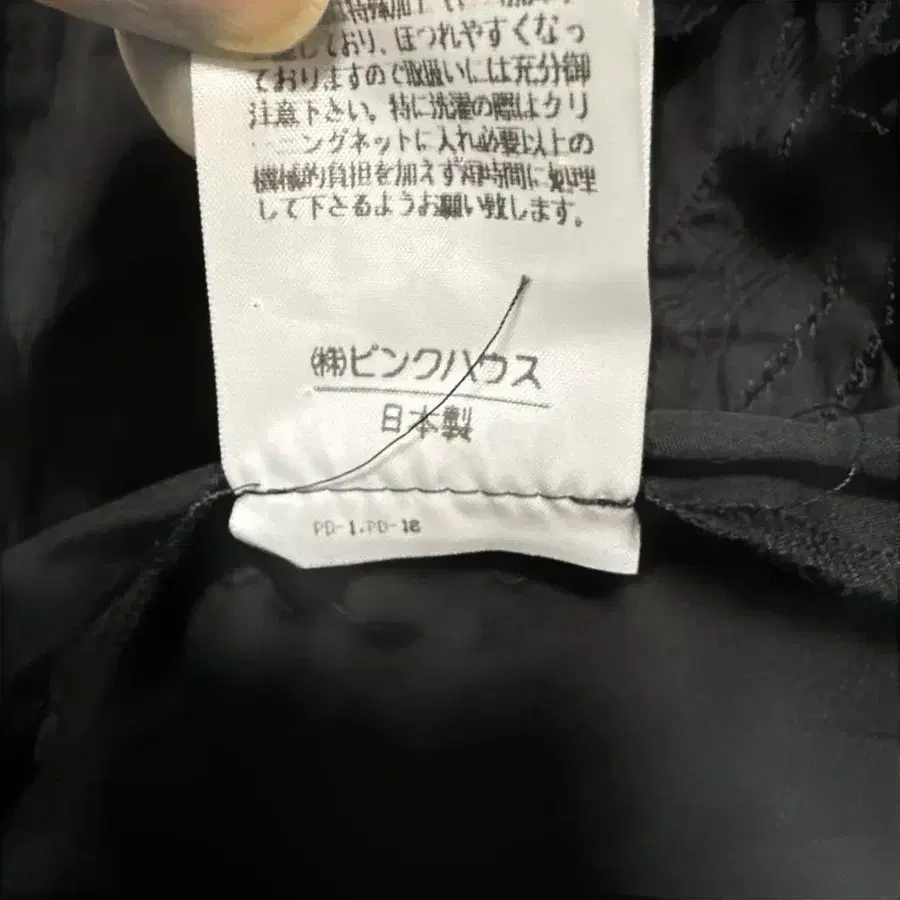 特殊加工で
しており、ほつれやすくなっ
ておりますので取扱いには充分御
注意下さい。特に洗濯の際はクリ
ーニングネットに入れ必要以上の
機械的負担を加えず短時間に処理
して下さるようお願い致します。
㈱ピンクハウス
日本製
PD-1.PD-18